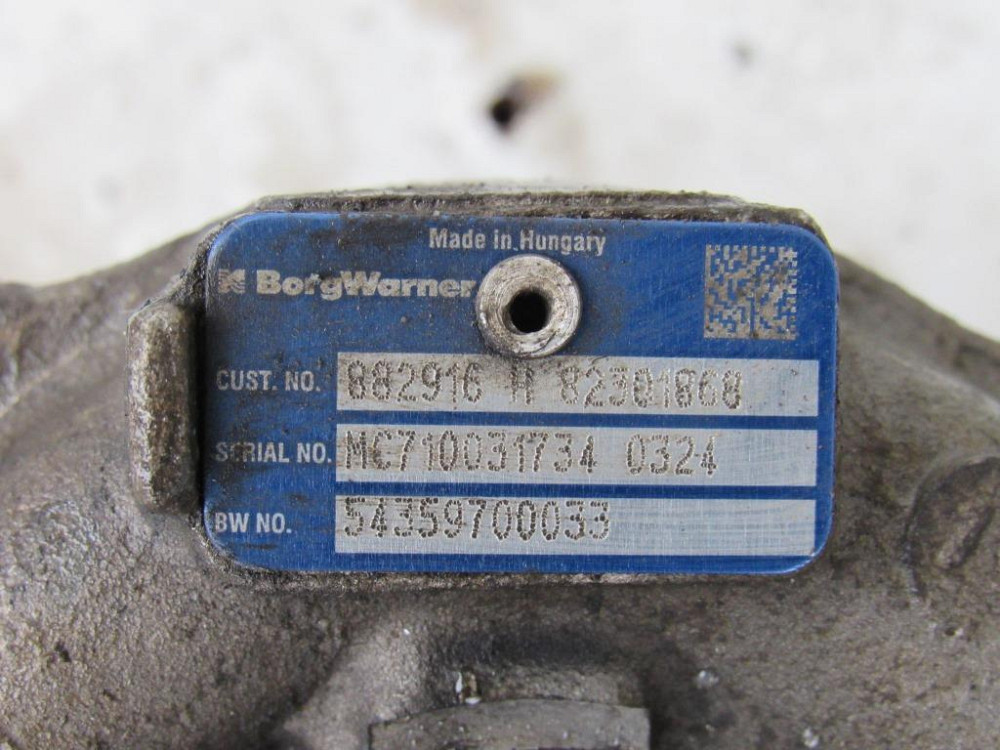 Made in Hungary
BorgWarner
CUST. NO. 882916 H 82301868
SERIAL NO. MC710031734 0324
BW NO. 54359700033